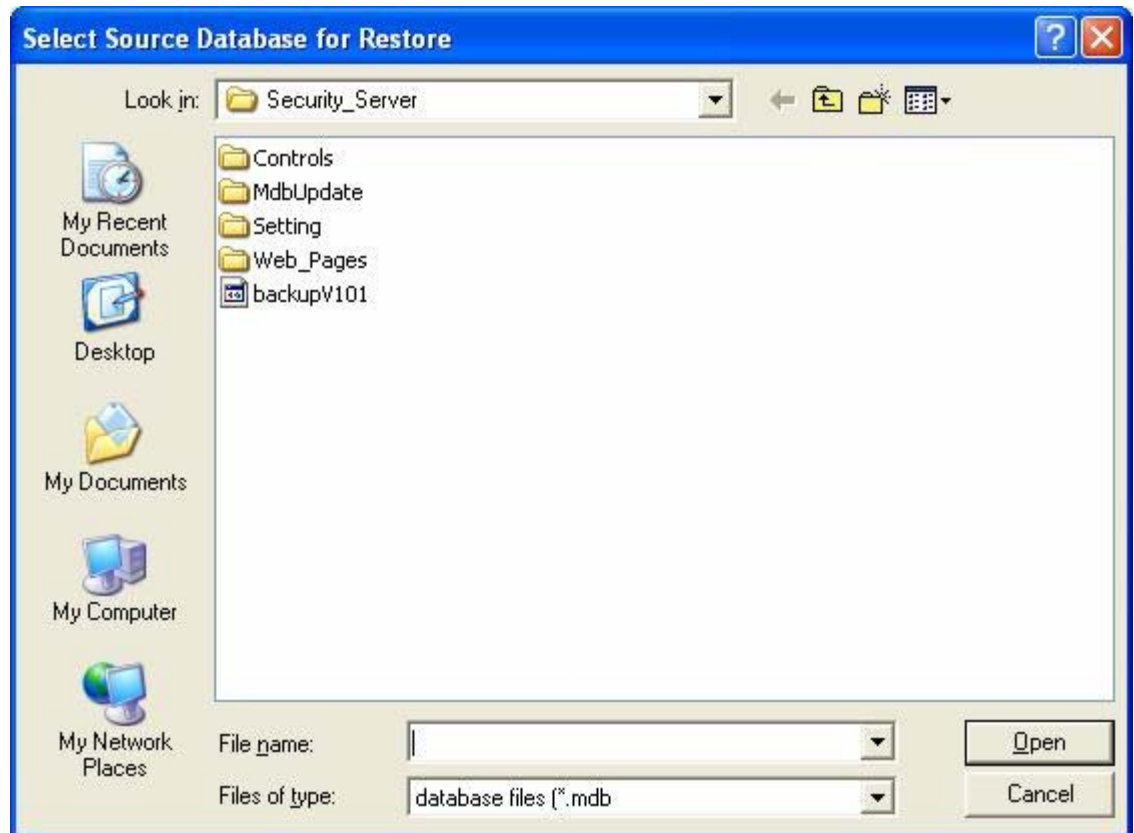 Select Source Database for Restore
Look in: Security_Server
Controls
MdbUpdate
Setting
Web_Pages
backupV101
My Recent
Documents
Desktop
My Documents
My Computer
My Network
Places
File name:
Open
Files of type: database files (*.mdb
Cancel